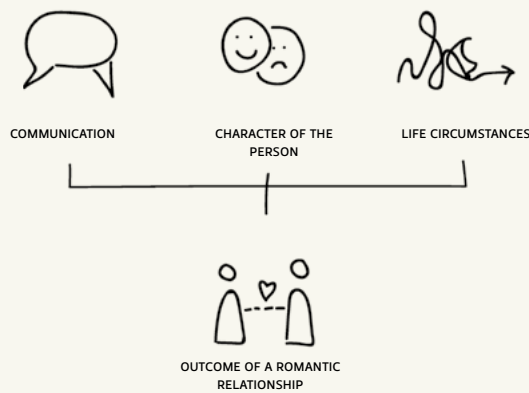 COMMUNICATION
CHARACTER OF THE
PERSON
LIFE CIRCUMSTANCES
OUTCOME OF A ROMANTIC
RELATIONSHIP